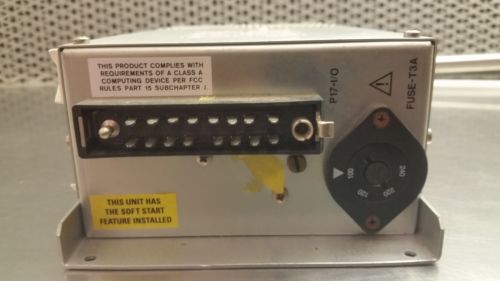 THIS PRODUCT COMPLIES WITH
REQUIREMENTS OF A CLASS A
COMPUTING DEVICE PER FCC
RULES PART 15 SUBCHAPTER J.
P17-I/O
FUSE-T3A
100
120
220
240
THIS UNIT HAS
THE SOFT START
FEATURE INSTALLED